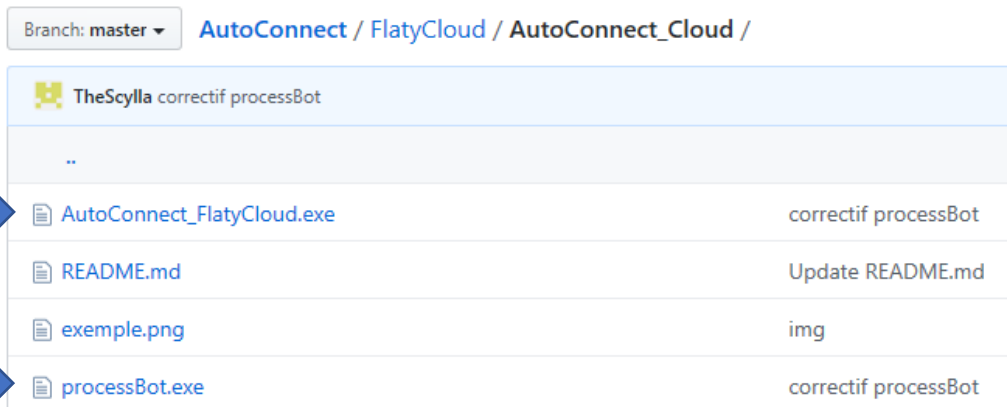 Branch: master AutoConnect / FlatyCloud / AutoConnect_Cloud /
TheScylla correctif processBot
..
AutoConnect_FlatyCloud.exe correctif processBot
README.md Update README.md
exemple.png img
processBot.exe correctif processBot